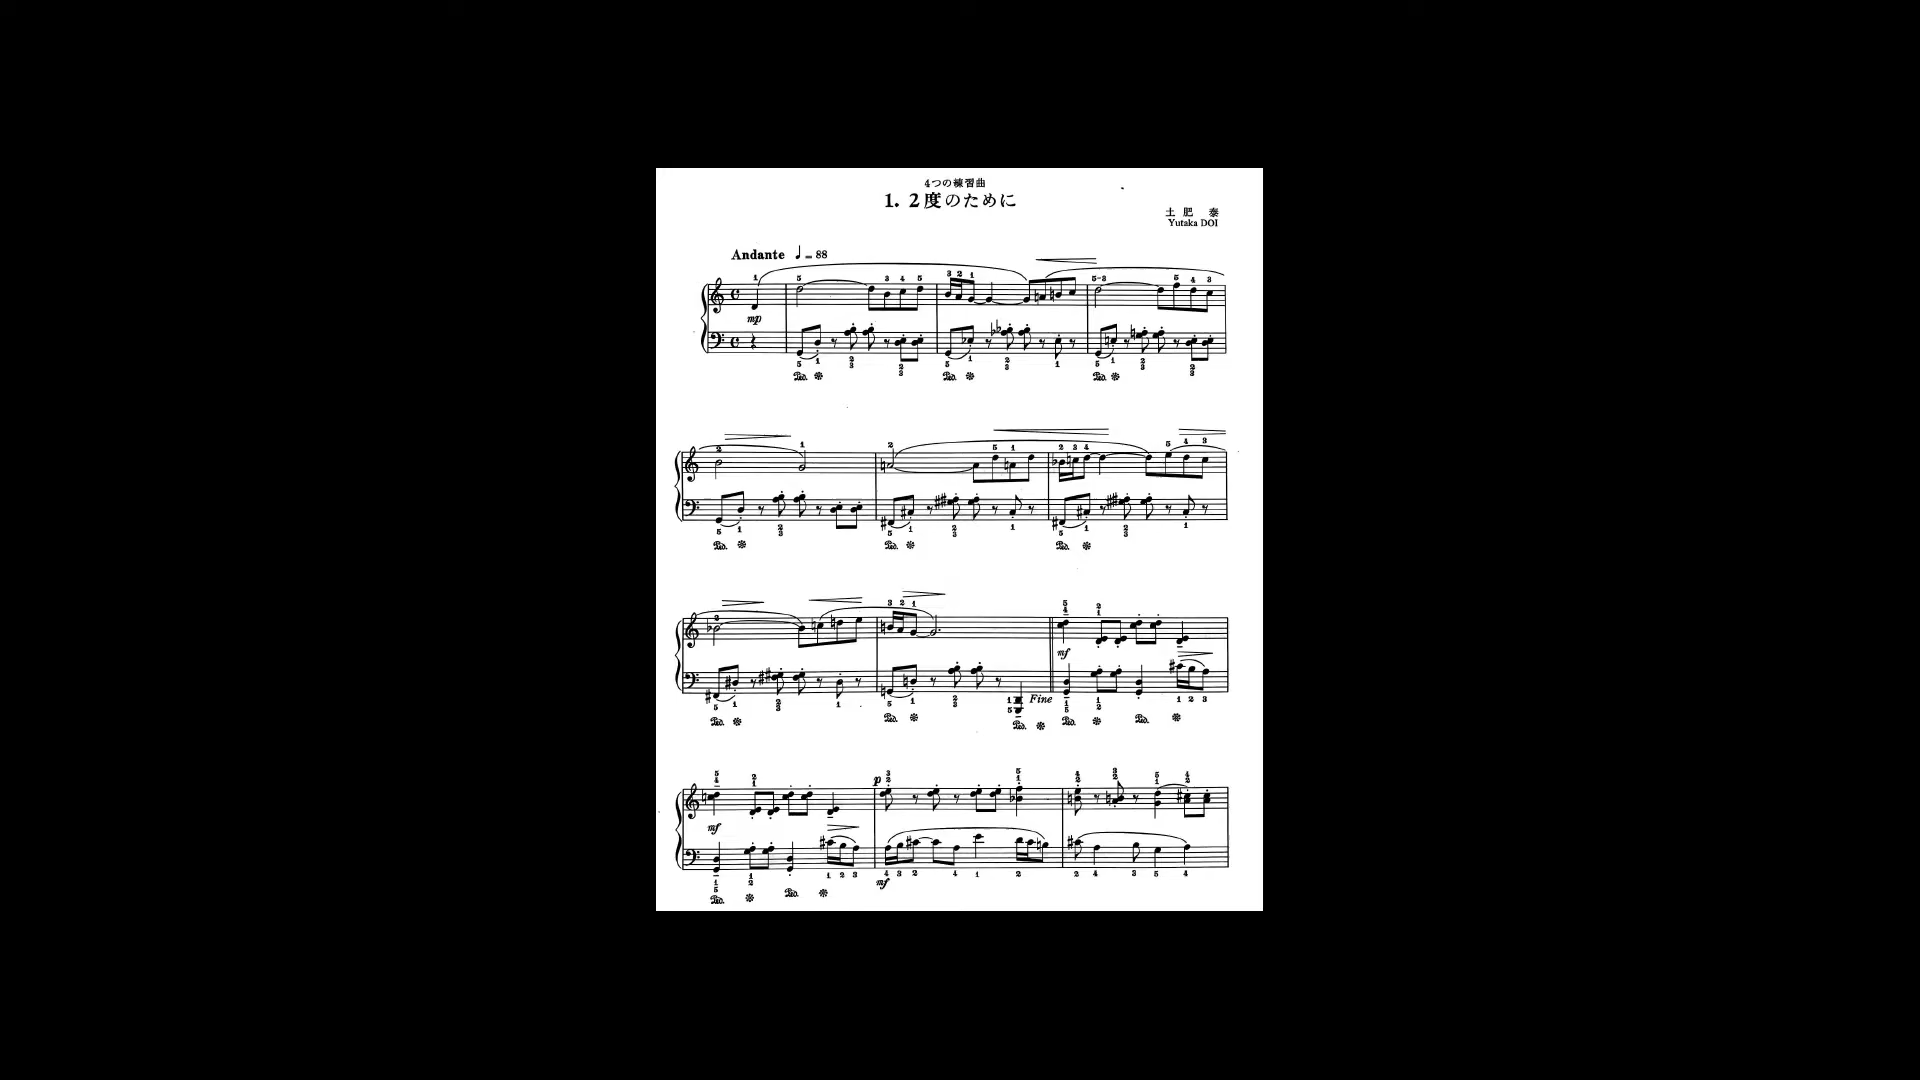 4つの練習曲
1. 2度のために
土肥 泰
Yutaka DOI
Andante ♩= 88
mp
Fine
mf
mf
p
mf